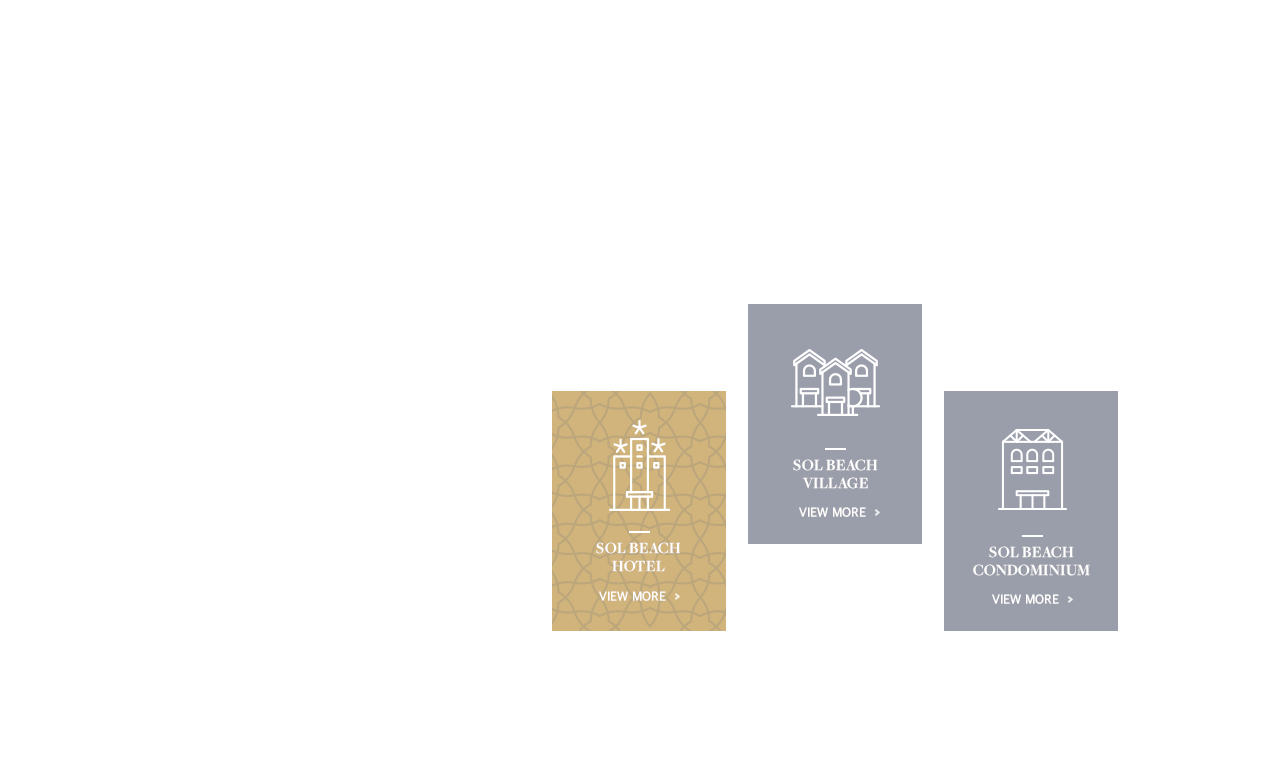 SOL BEACH
HOTEL
VIEW MORE >
SOL BEACH
VILLAGE
VIEW MORE >
SOL BEACH
CONDOMINIUM
VIEW MORE >